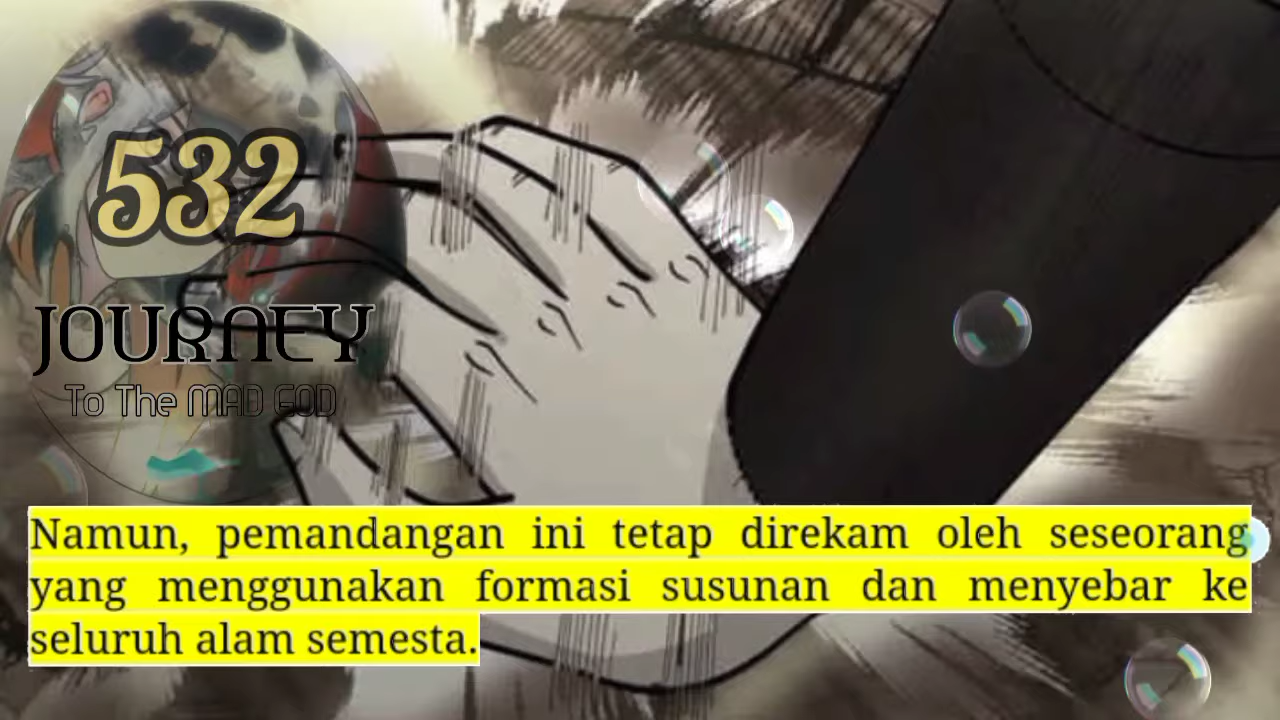 532
JOURNEY
To The MAD GOD
Namun, pemandangan ini tetap direkam oleh seseorang
yang menggunakan formasi susunan dan menyebar ke
seluruh alam semesta.